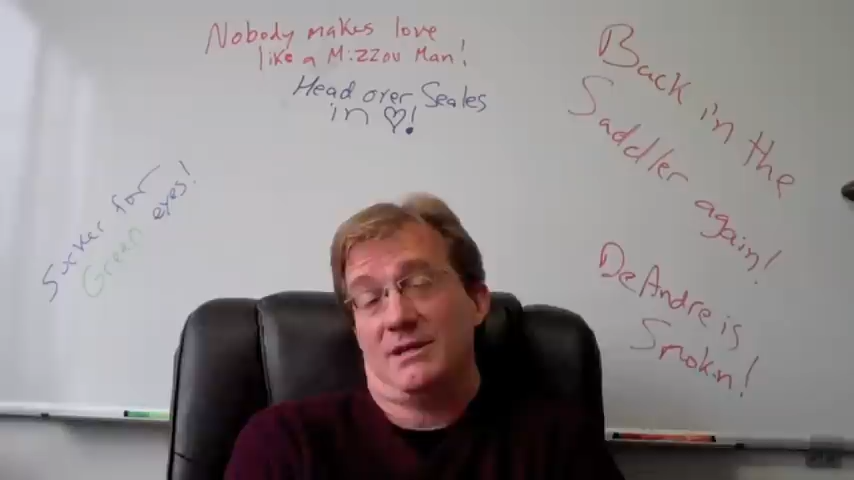 Nobody makes love
like a Mizzou Man!
Head over Seales
in ♡!
Back in the
Saddler again!
Sucker for
Green eyes!
DeAndre is
Smokn!